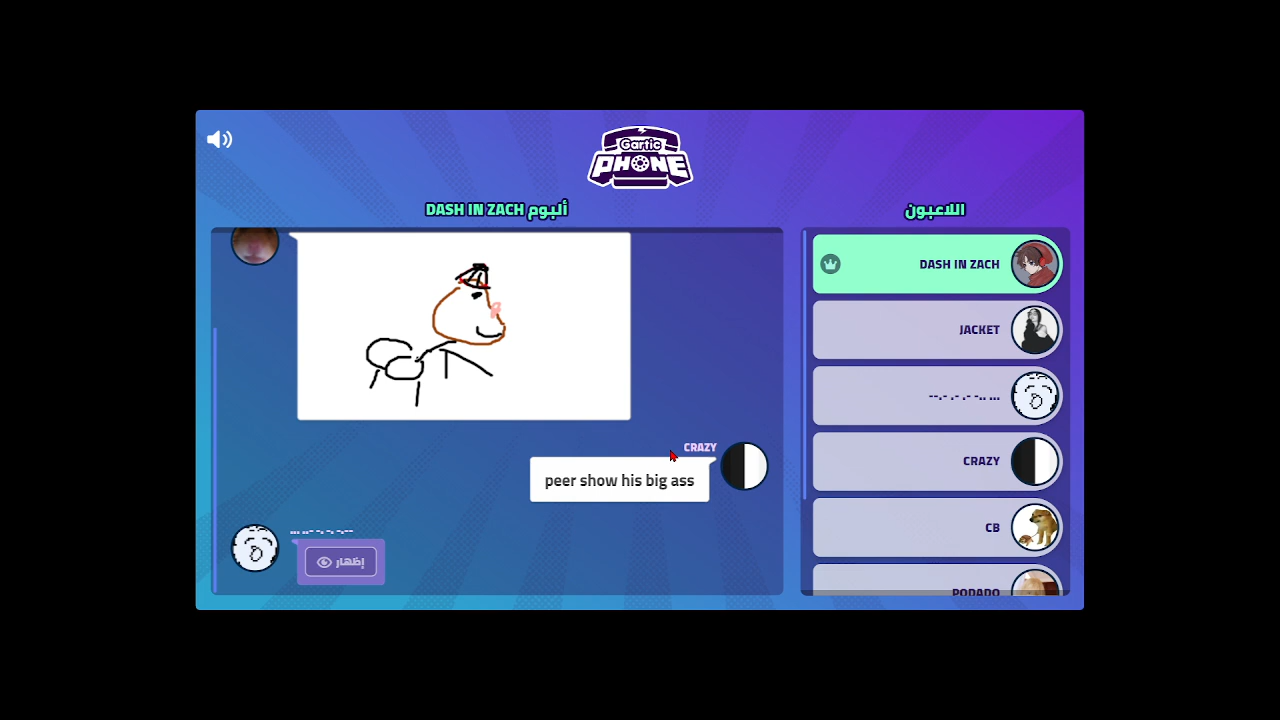 Gartic
PHONE
ألبوم DASH IN ZACH
اللاعبون
DASH IN ZACH
JACKET
--.- .- .- -.. ...
CRAZY
CB
PODADO
CRAZY
peer show his big ass
... ..- -. -. -.--
إظهار